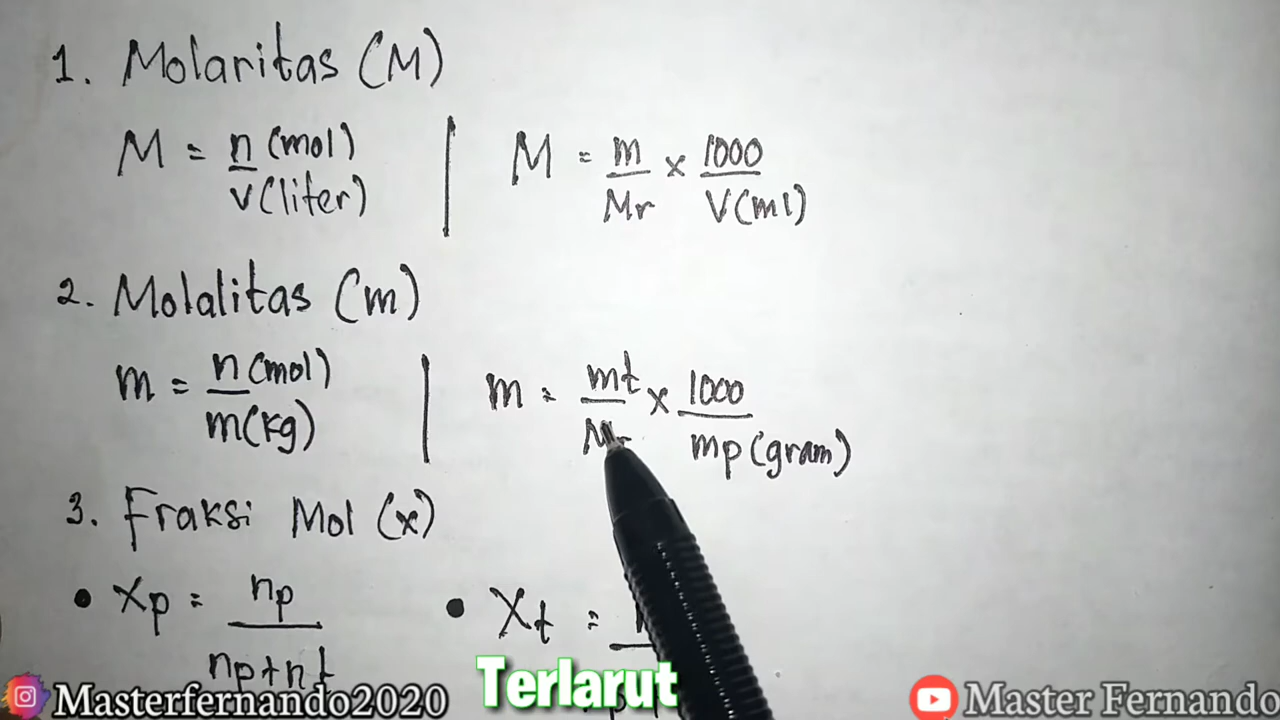 1. Molaritas (M)
M = n (mol) / V (liter) | M = m / Mr x 1000 / V (ml)
2. Molalitas (m)
m = n (mol) / m (kg) | m = mt / Mr x 1000 / mp (gram)
3. Fraksi Mol (x)
• Xp = np / np + nt • Xt =
Terlarut
Masterfernando2020
Master Fernando